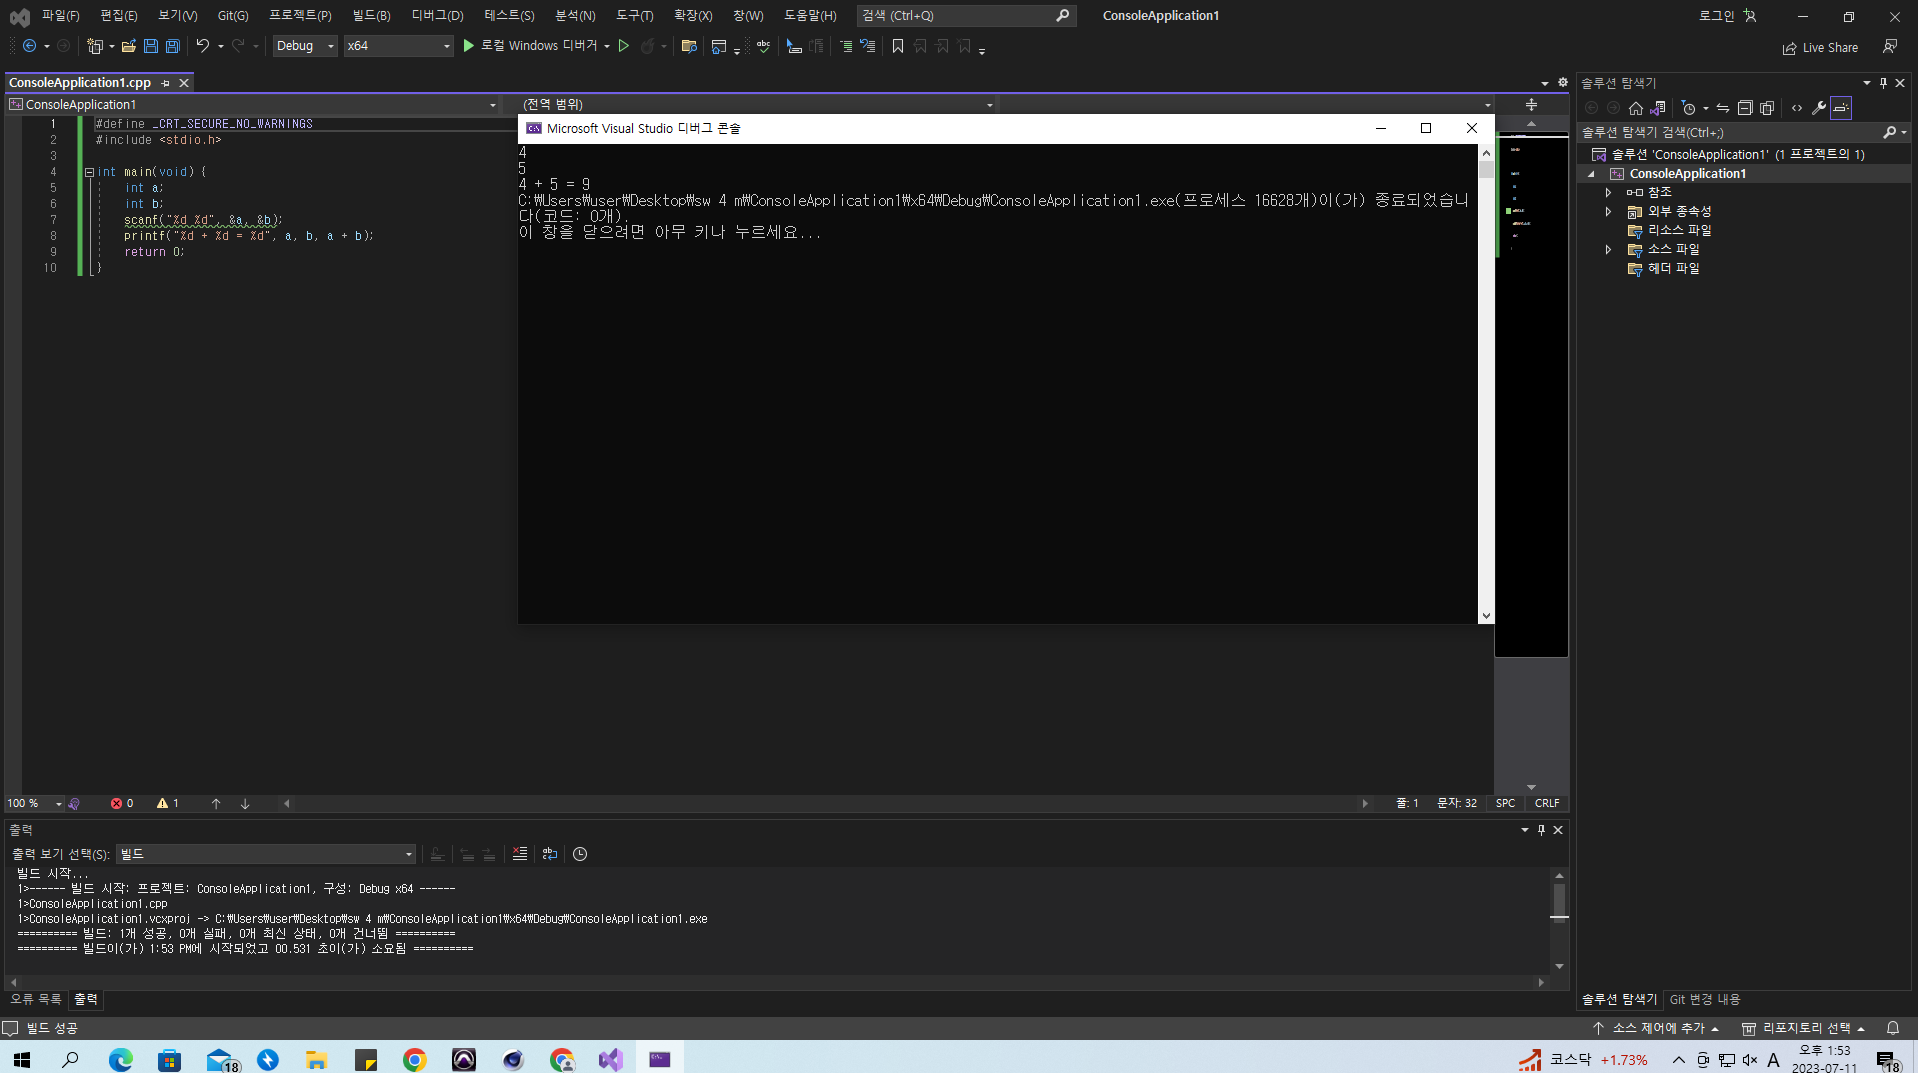 파일(F) 편집(E) 보기(V) Git(G) 프로젝트(P) 빌드(B) 디버그(D) 테스트(S) 분석(N) 도구(T) 확장(X) 창(W) 도움말(H) 검색 (Ctrl+Q) ConsoleApplication1 로그인
Debug x64 로컬 Windows 디버거 Live Share
ConsoleApplication1.cpp
ConsoleApplication1 (전역 범위)
1 #define _CRT_SECURE_NO_WARNINGS
2 #include <stdio.h>
3
4 int main(void) {
5 int a;
6 int b;
7 scanf("%d %d", &a, &b);
8 printf("%d + %d = %d", a, b, a + b);
9 return 0;
10 }
Microsoft Visual Studio 디버그 콘솔
4
5
4 + 5 = 9
C:₩Users₩user₩Desktop₩sw 4 m₩ConsoleApplication1₩x64₩Debug₩ConsoleApplication1.exe(프로세스 16628개)이(가) 종료되었습니
다(코드: 0개).
이 창을 닫으려면 아무 키나 누르세요...
솔루션 탐색기
솔루션 탐색기 검색(Ctrl+;)
솔루션 'ConsoleApplication1' (1 프로젝트의 1)
ConsoleApplication1
참조
외부 종속성
리소스 파일
소스 파일
헤더 파일
100 % 0 1 줄: 1 문자: 32 SPC CRLF
출력
출력 보기 선택(S): 빌드
빌드 시작...
1>------ 빌드 시작: 프로젝트: ConsoleApplication1, 구성: Debug x64 ------
1>ConsoleApplication1.cpp
1>ConsoleApplication1.vcxproj -> C:₩Users₩user₩Desktop₩sw 4 m₩ConsoleApplication1₩x64₩Debug₩ConsoleApplication1.exe
========== 빌드: 1개 성공, 0개 실패, 0개 최신 상태, 0개 건너뜀 ==========
========== 빌드이(가) 1:53 PM에 시작되었고 00.531 초이(가) 소요됨 ==========
오류 목록 출력
솔루션 탐색기 Git 변경 내용
빌드 성공 소스 제어에 추가 리포지토리 선택
18 코스닥 +1.73% A 오후 1:53
2023-07-11 18